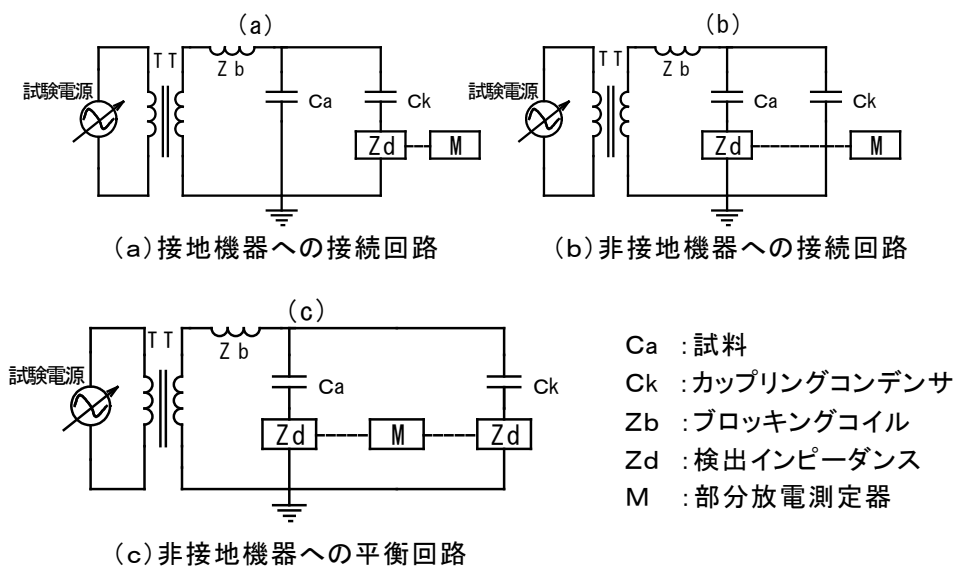 (a)
TT
Zb
試験電源
Ca
Ck
Zd
M
(a)接地機器への接続回路
(b)
TT
Zb
試験電源
Ca
Ck
Zd
M
(b)非接地機器への接続回路
(c)
TT
Zb
試験電源
Ca
Ck
Zd
M
Zd
(c)非接地機器への平衡回路
Ca :試料
Ck :カップリングコンデンサ
Zb :ブロッキングコイル
Zd :検出インピーダンス
M :部分放電測定器